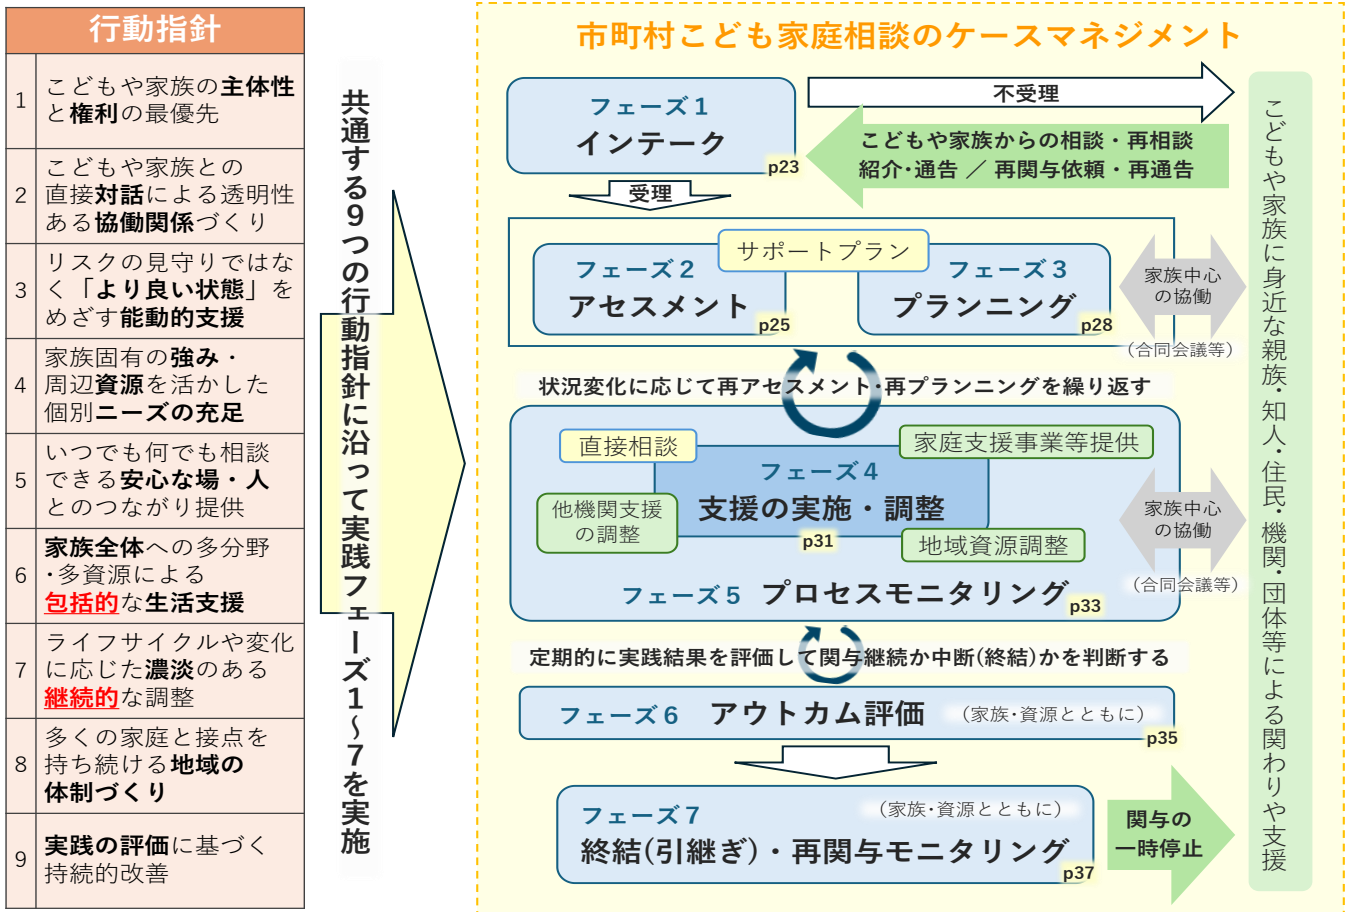 行動指針
1
こどもや家族の主体性
と権利の最優先
2
こどもや家族との
直接対話による透明性
ある協働関係づくり
3
リスクの見守りではな
く「より良い状態」を
めざす能動的支援
4
家族固有の強み・
周辺資源を活かした
個別ニーズの充足
5
いつでも何でも相談
できる安心な場・人
とのつながり提供
6
家族全体への多分野
・多資源による
包括的な生活支援
7
ライフサイクルや変化
に応じた濃淡のある
継続的な調整
8
多くの家庭と接点を
持ち続ける地域の
体制づくり
9
実践の評価に基づく
持続的改善
共通する9つの行動指針に沿って実践フェーズ1～7を実施
市町村こども家庭相談のケースマネジメント
フェーズ1
インテーク
p23
不受理
こどもや家族からの相談・再相談
紹介・通告 ／ 再関与依頼・再通告
受理
サポートプラン
フェーズ2
アセスメント
p25
フェーズ3
プランニング
p28
家族中心
の協働
（合同会議等）
状況変化に応じて再アセスメント・再プランニングを繰り返す
直接相談
家庭支援事業等提供
フェーズ4
支援の実施・調整
p31
他機関支援
の調整
地域資源調整
フェーズ5 プロセスモニタリング
p33
家族中心
の協働
（合同会議等）
定期的に実践結果を評価して関与継続か中断(終結)かを判断する
フェーズ6 アウトカム評価 （家族・資源とともに）
p35
フェーズ7 （家族・資源とともに）
終結(引継ぎ)・再関与モニタリング
p37
関与の
一時停止
こどもや家族に身近な親族・知人・住民・機関・団体等による関わりや支援